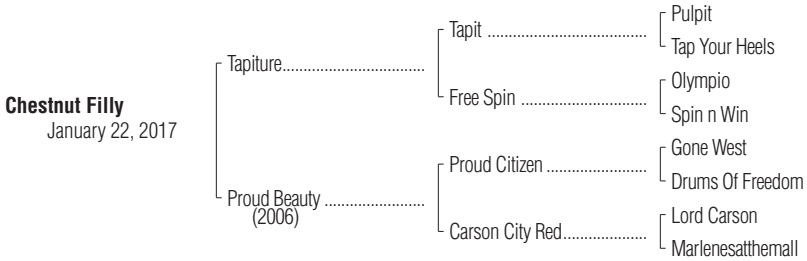 Pulpit
Tapit ......................................
Tap Your Heels
Tapiture..................................
Olympio
Free Spin ..............................
Spin n Win
Chestnut Filly
January 22, 2017
Gone West
Proud Citizen ........................
Drums Of Freedom
Proud Beauty ........................
(2006)
Lord Carson
Carson City Red....................
Marlenesatthemall